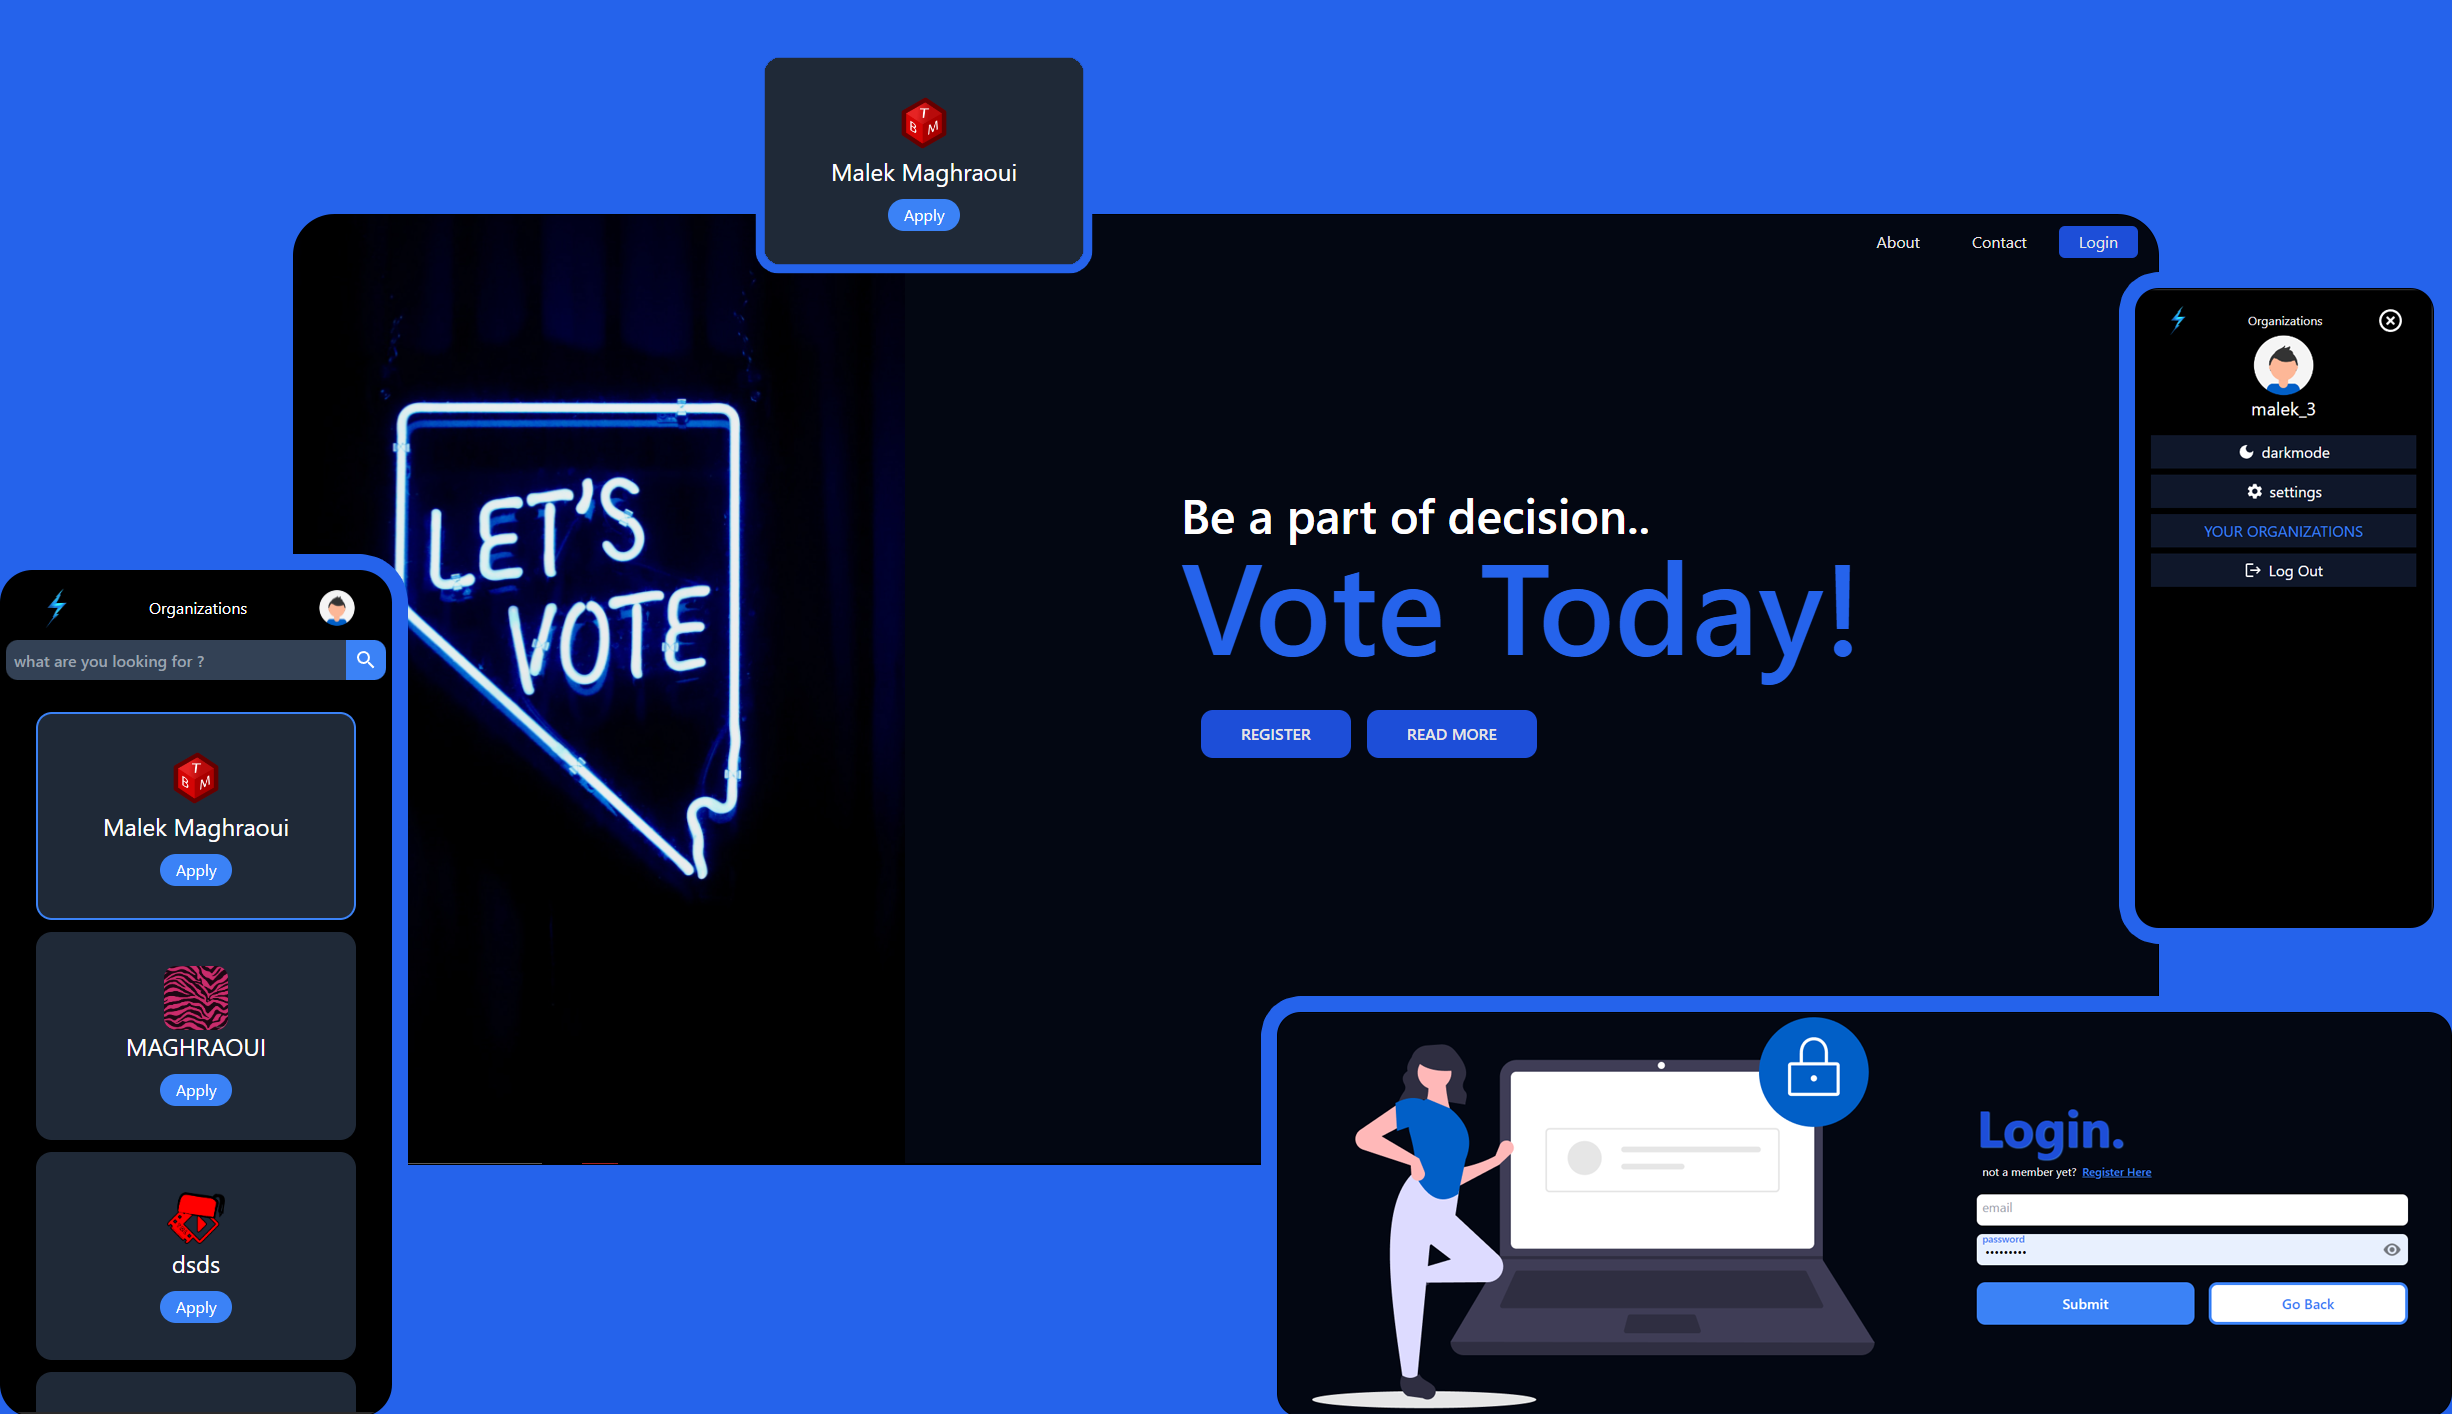 T
B M
Malek Maghraoui
Apply
About Contact Login
LET'S
VOTE
Be a part of decision..
Vote Today!
REGISTER READ MORE
Organizations
malek_3
darkmode
settings
YOUR ORGANIZATIONS
Log Out
Organizations
what are you looking for ?
T
B M
Malek Maghraoui
Apply
MAGHRAOUI
Apply
dsds
Apply
Login.
not a member yet? Register Here
email
password
•••••••••
Submit Go Back